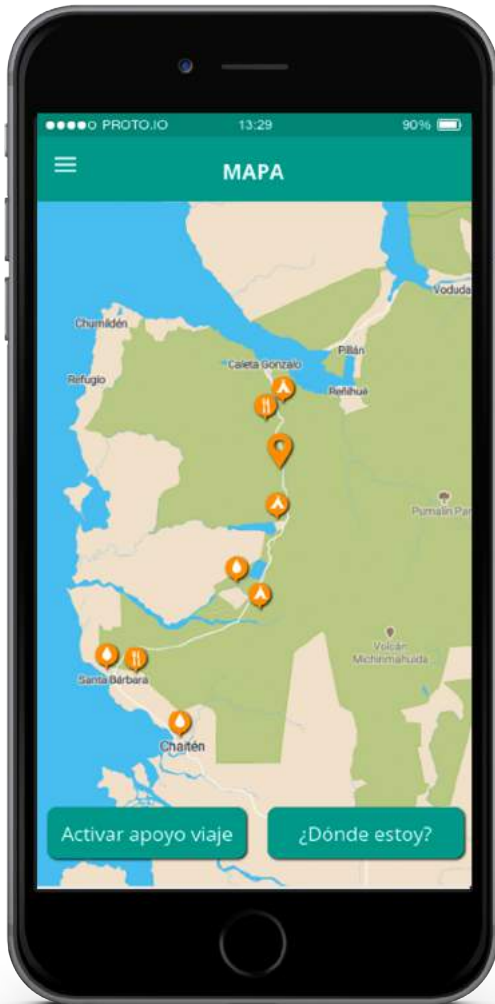 PROTO.IO 13:29 90%
MAPA
Voduda
Chumildén
Pillán
Caleta Gonzalo
Refugio
Reñihué
Pumalín Par
Volcán
Michinmahuida
Santa Bárbara
Chaitén
Activar apoyo viaje ¿Dónde estoy?